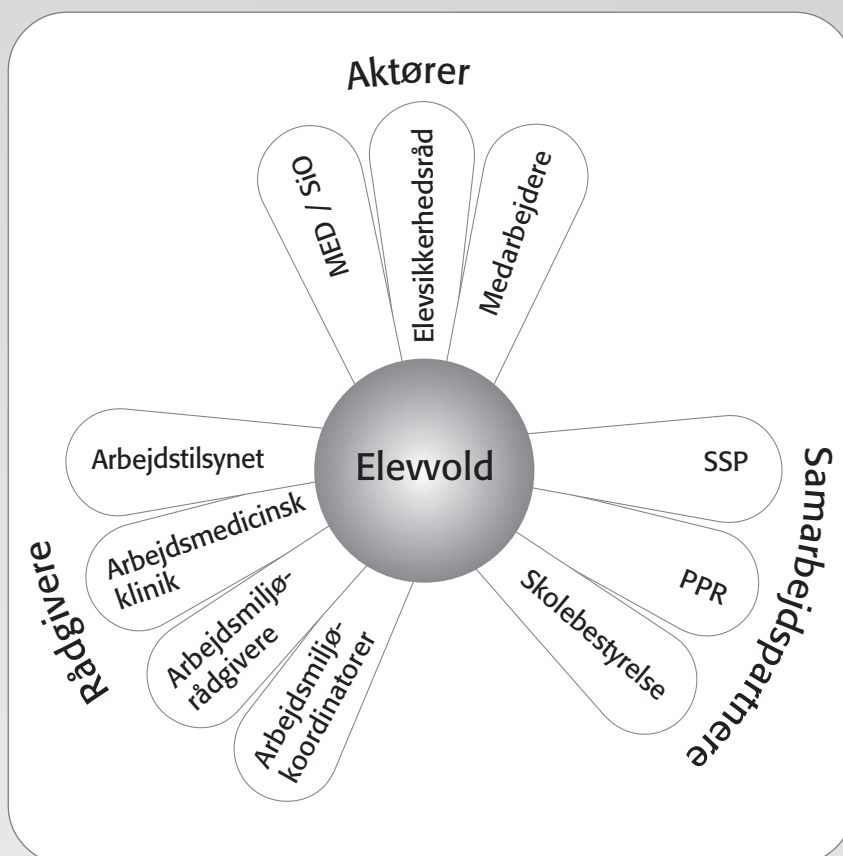 Aktører
MED / SiO
Elevsikkerhedsråd
Medarbejdere
Elevvold
Samarbejdspartnere
SSP
PPR
Skolebestyrelse
Rådgivere
Arbejdstilsynet
Arbejdsmedicinsk
klinik
Arbejdsmiljø-
rådgivere
Arbejdsmiljø-
koordinatorer